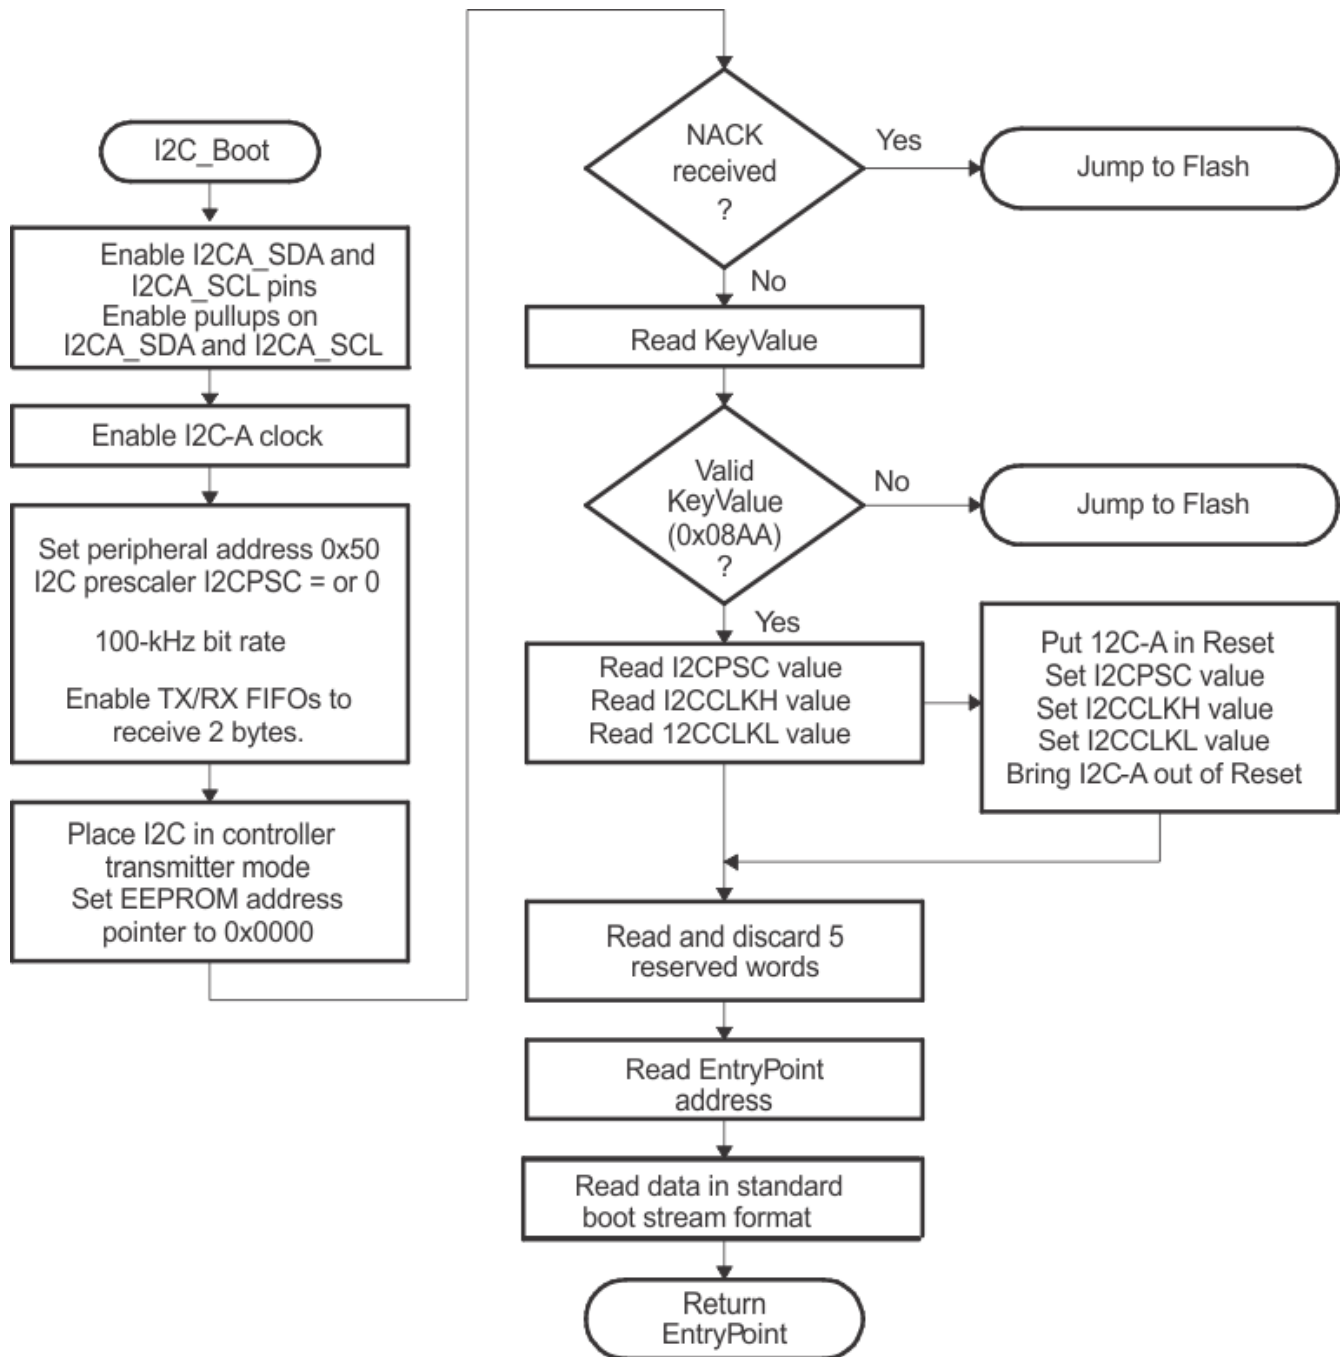 I2C_Boot
Enable I2CA_SDA and
I2CA_SCL pins
Enable pullups on
I2CA_SDA and I2CA_SCL
Enable I2C-A clock
Set peripheral address 0x50
I2C prescaler I2CPSC = or 0
100-kHz bit rate
Enable TX/RX FIFOs to
receive 2 bytes.
Place I2C in controller
transmitter mode
Set EEPROM address
pointer to 0x0000
NACK
received
?
Yes
Jump to Flash
No
Read KeyValue
Valid
KeyValue
(0x08AA)
?
No
Jump to Flash
Yes
Read I2CPSC value
Read I2CCLKH value
Read 12CCLKL value
Put 12C-A in Reset
Set I2CPSC value
Set I2CCLKH value
Set I2CCLKL value
Bring I2C-A out of Reset
Read and discard 5
reserved words
Read EntryPoint
address
Read data in standard
boot stream format
Return
EntryPoint